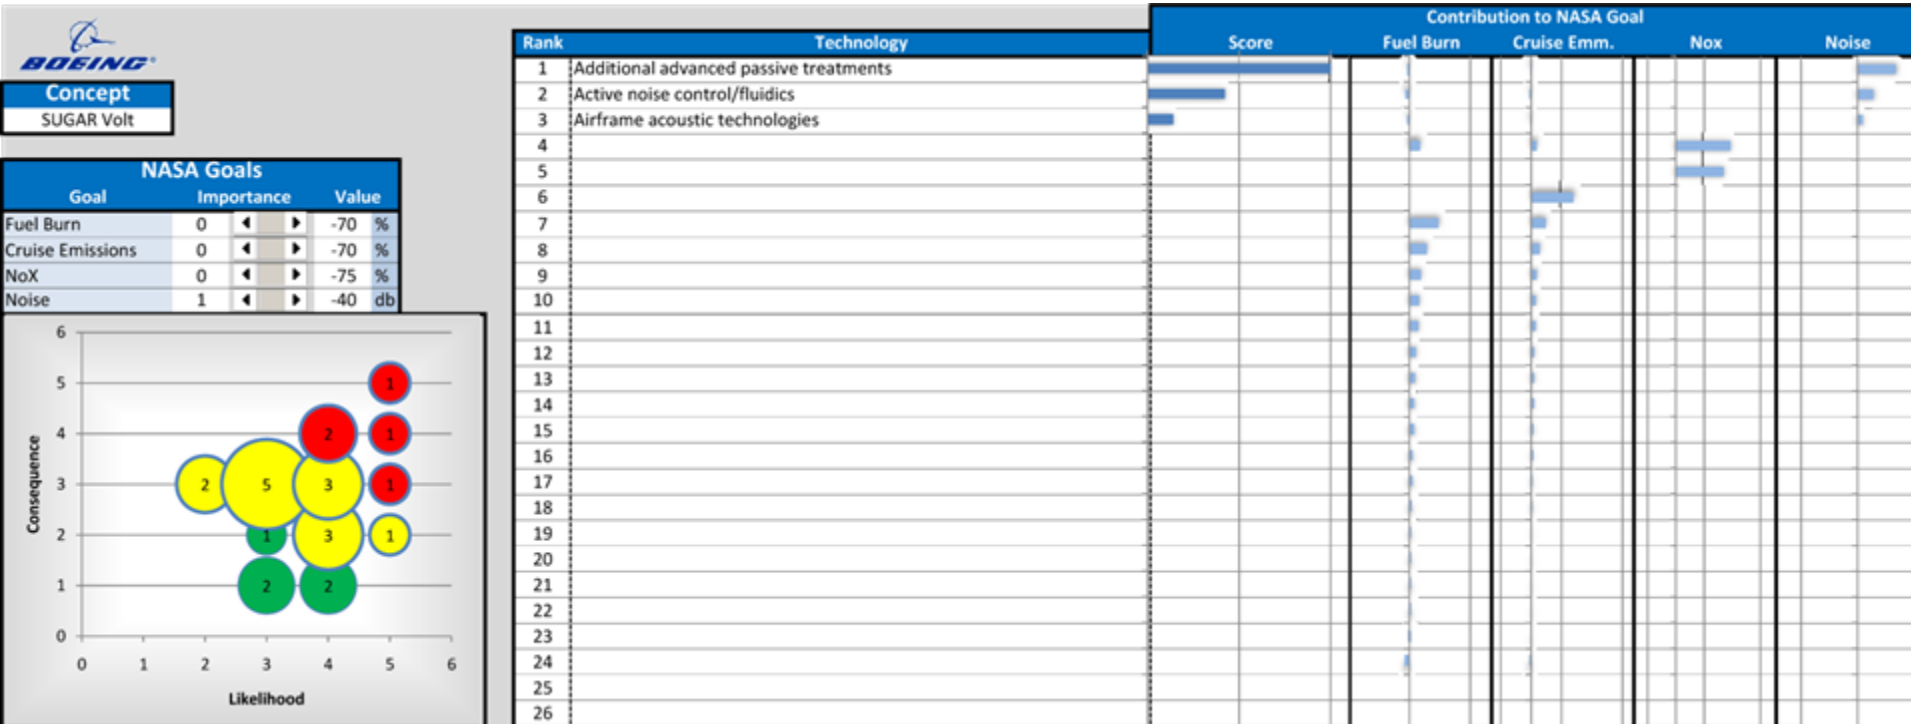 BOEING
Concept
SUGAR Volt
NASA Goals
Goal Importance Value
Fuel Burn 0 -70 %
Cruise Emissions 0 -70 %
NoX 0 -75 %
Noise 1 -40 db
6
5
4
3
2
1
0
Consequence
1
2 1
2 5 3 1
1 3 1
2 2
0 1 2 3 4 5 6
Likelihood
Contribution to NASA Goal
Rank Technology Score Fuel Burn Cruise Emm. Nox Noise
1 Additional advanced passive treatments
2 Active noise control/fluidics
3 Airframe acoustic technologies
4
5
6
7
8
9
10
11
12
13
14
15
16
17
18
19
20
21
22
23
24
25
26